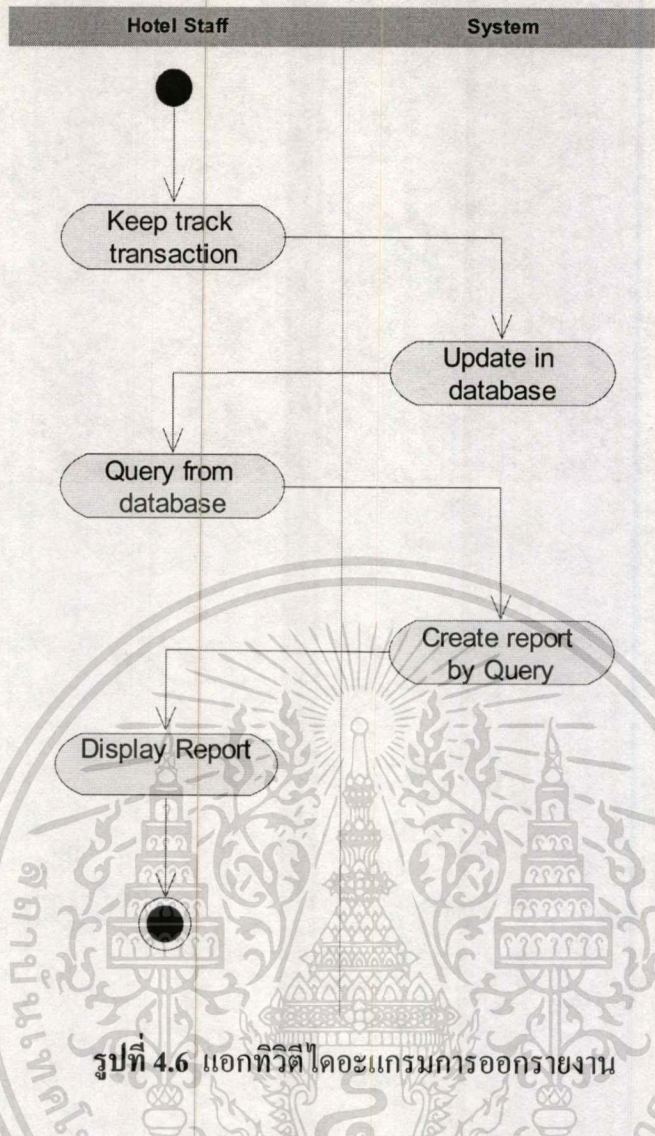 Hotel Staff
System
Keep track
transaction
Update in
database
Query from
database
Create report
by Query
Display Report
รูปที่ 4.6 แอกทิวิตีไดอะแกรมการออกรายงาน